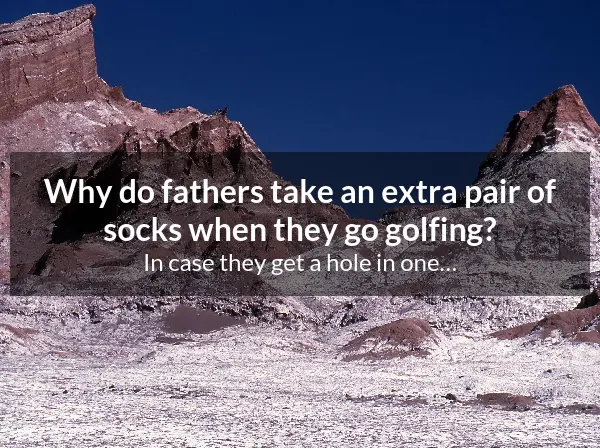 Why do fathers take an extra pair of
socks when they go golfing?
In case they get a hole in one...